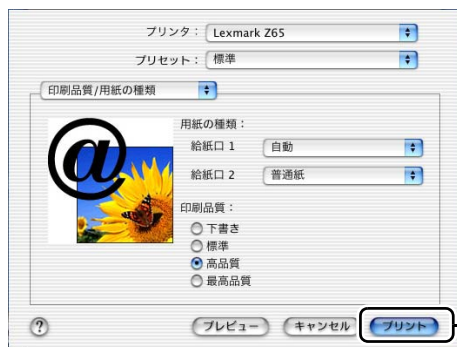 プリンタ： Lexmark Z65
プリセット： 標準
印刷品質/用紙の種類
@
用紙の種類：
給紙口 1 自動
給紙口 2 普通紙
印刷品質：
下書き
標準
高品質
最高品質
? プレビュー キャンセル プリント